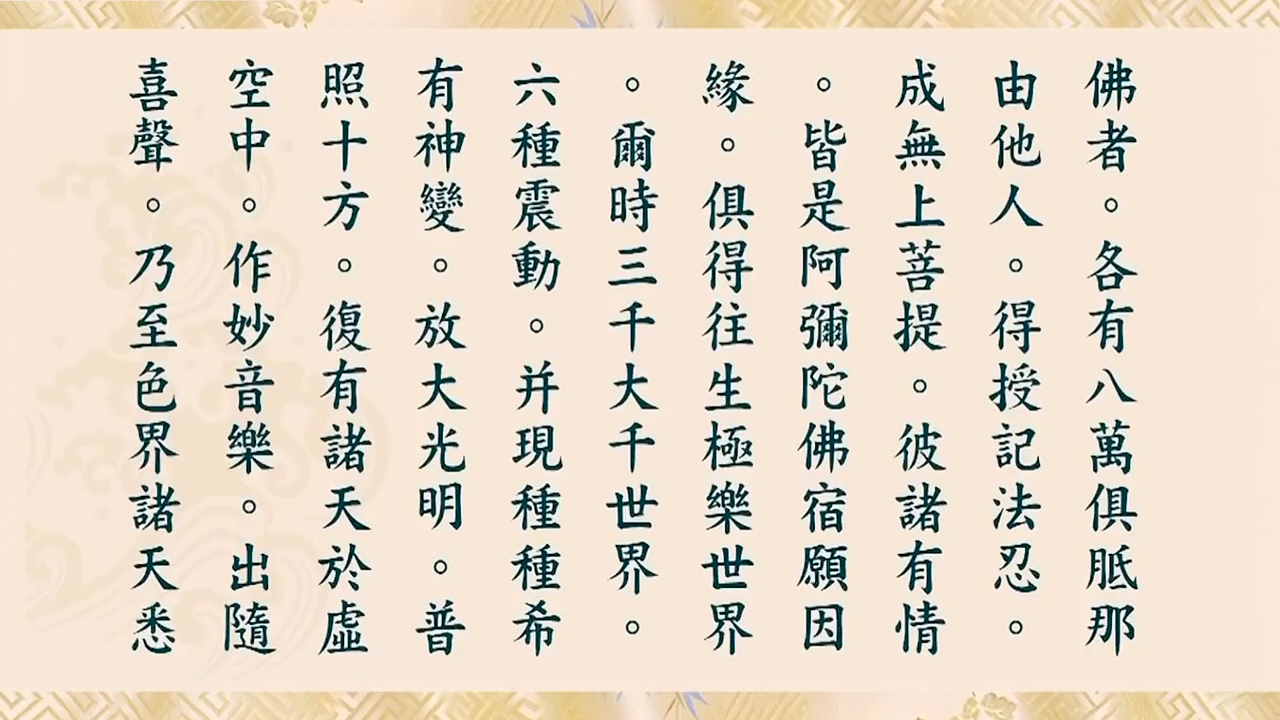 佛者。各有八萬俱胝那
由他人。得授記法忍。
成無上菩提。彼諸有情
。皆是阿彌陀佛宿願因
緣。俱得往生極樂世界
。爾時三千大千世界。
六種震動。并現種種希
有神變。放大光明。普
照十方。復有諸天於虛
空中。作妙音樂。出隨
喜聲。乃至色界諸天悉